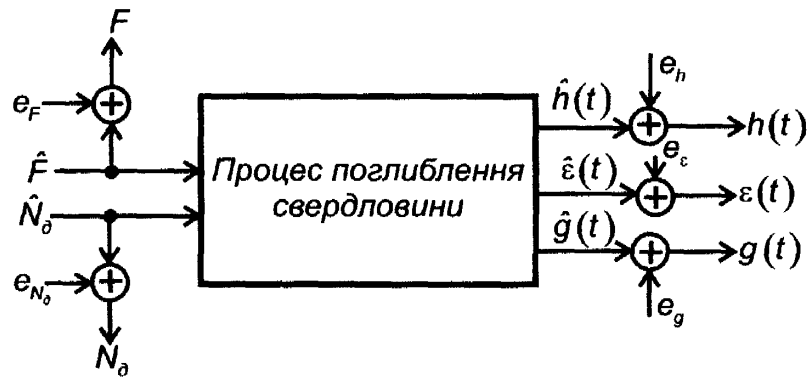 F
e_F
F̂
N̂_д
e_{N_д}
N_д
Процес поглиблення
свердловини
ĥ(t)
e_h
h(t)
ε̂(t)
e_ε
ε(t)
ĝ(t)
g(t)
e_g